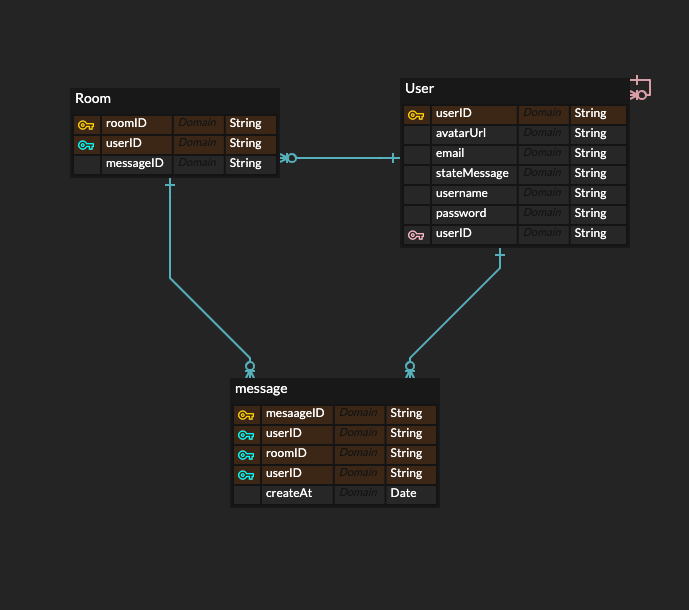 Room
roomID Domain String
userID Domain String
messageID Domain String
User
userID Domain String
avatarUrl Domain String
email Domain String
stateMessage Domain String
username Domain String
password Domain String
userID Domain String
message
mesaageID Domain String
userID Domain String
roomID Domain String
userID Domain String
createAt Domain Date